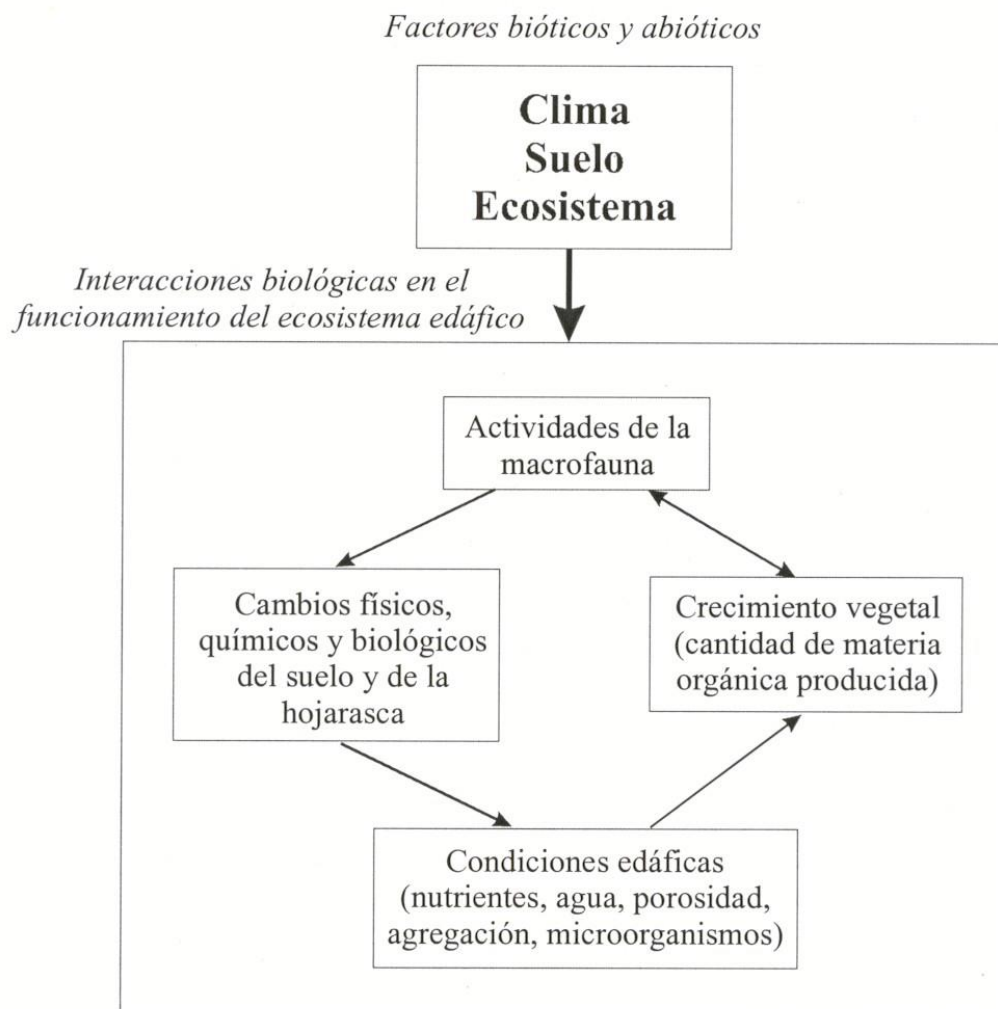 Factores bióticos y abióticos
Clima
Suelo
Ecosistema
Interacciones biológicas en el
funcionamiento del ecosistema edáfico
Actividades de la
macrofauna
Cambios físicos,
químicos y biológicos
del suelo y de la
hojarasca
Crecimiento vegetal
(cantidad de materia
orgánica producida)
Condiciones edáficas
(nutrientes, agua, porosidad,
agregación, microorganismos)